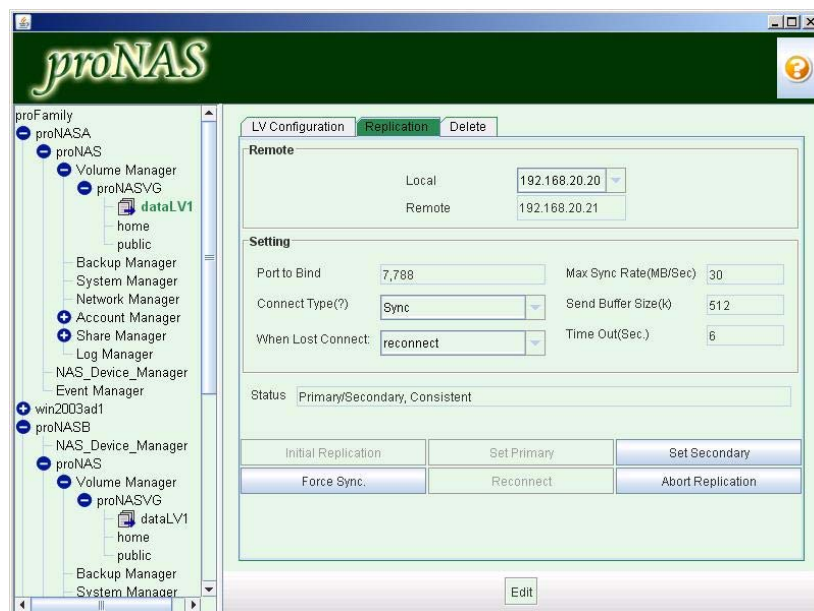 proNAS
proFamily
proNASA
proNAS
Volume Manager
proNASVG
dataLV1
home
public
Backup Manager
System Manager
Network Manager
Account Manager
Share Manager
Log Manager
NAS_Device_Manager
Event Manager
win2003ad1
proNASB
NAS_Device_Manager
proNAS
Volume Manager
proNASVG
dataLV1
home
public
Backup Manager
System Manager
LV Configuration Replication Delete
Remote
Local 192.168.20.20
Remote 192.168.20.21
Setting
Port to Bind 7,788 Max Sync Rate(MB/Sec) 30
Connect Type(?) Sync Send Buffer Size(k) 512
When Lost Connect: reconnect Time Out(Sec.) 6
Status Primary/Secondary, Consistent
Initial Replication Set Primary Set Secondary
Force Sync. Reconnect Abort Replication
Edit